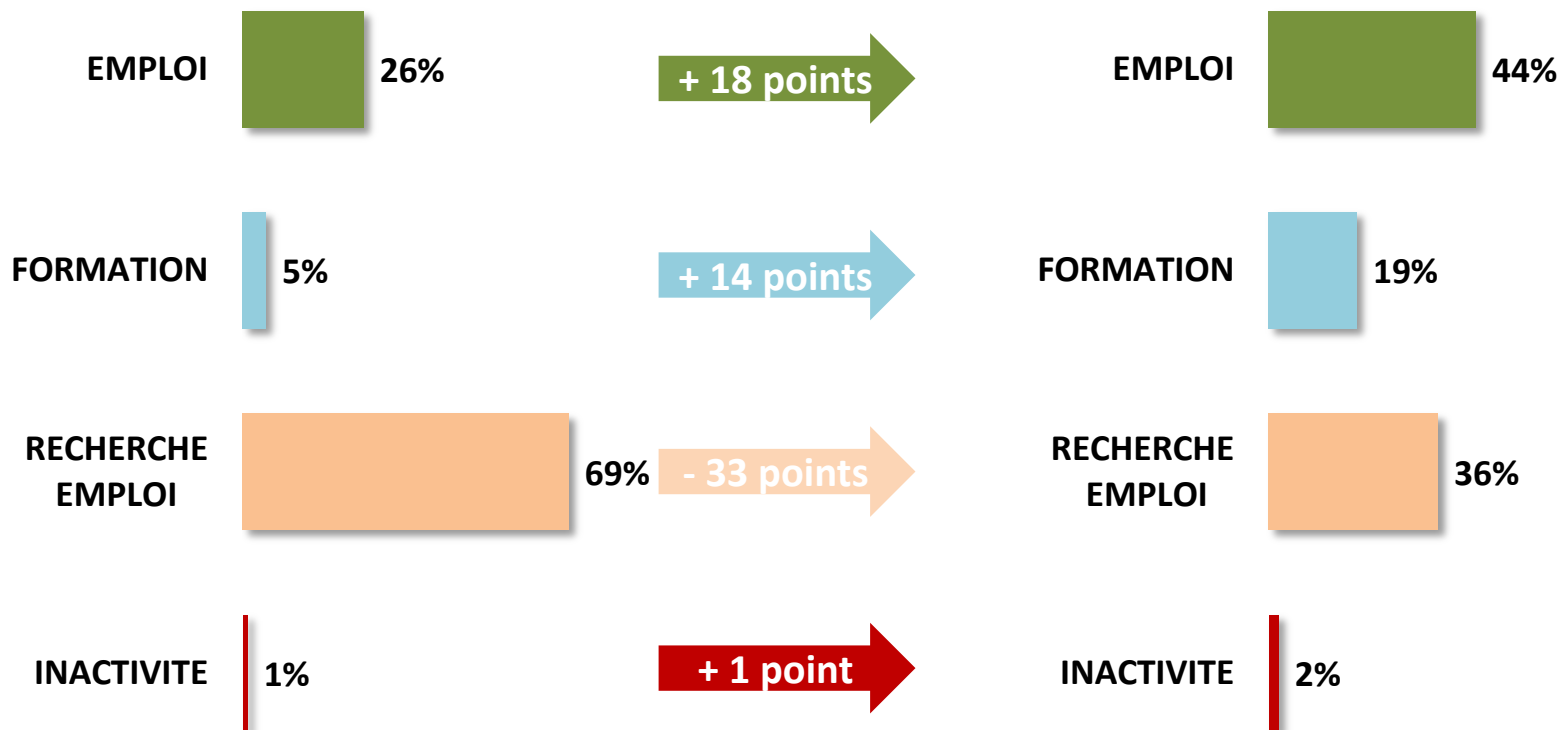 EMPLOI 26% + 18 points EMPLOI 44%
FORMATION 5% + 14 points FORMATION 19%
RECHERCHE
EMPLOI 69% - 33 points RECHERCHE
EMPLOI 36%
INACTIVITE 1% + 1 point INACTIVITE 2%